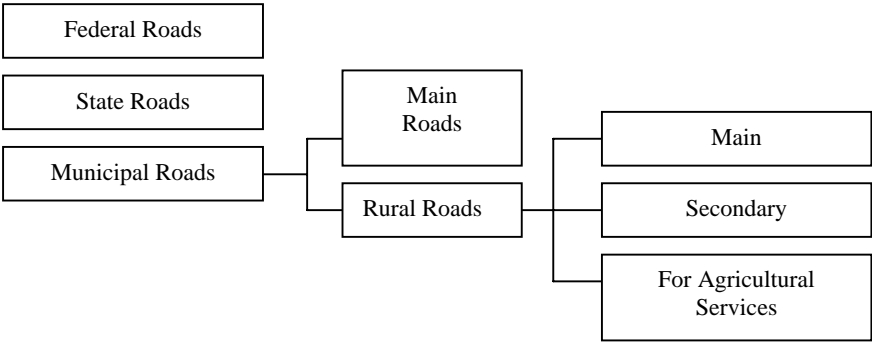 Federal Roads
State Roads
Municipal Roads
Main
Roads
Rural Roads
Main
Secondary
For Agricultural
Services